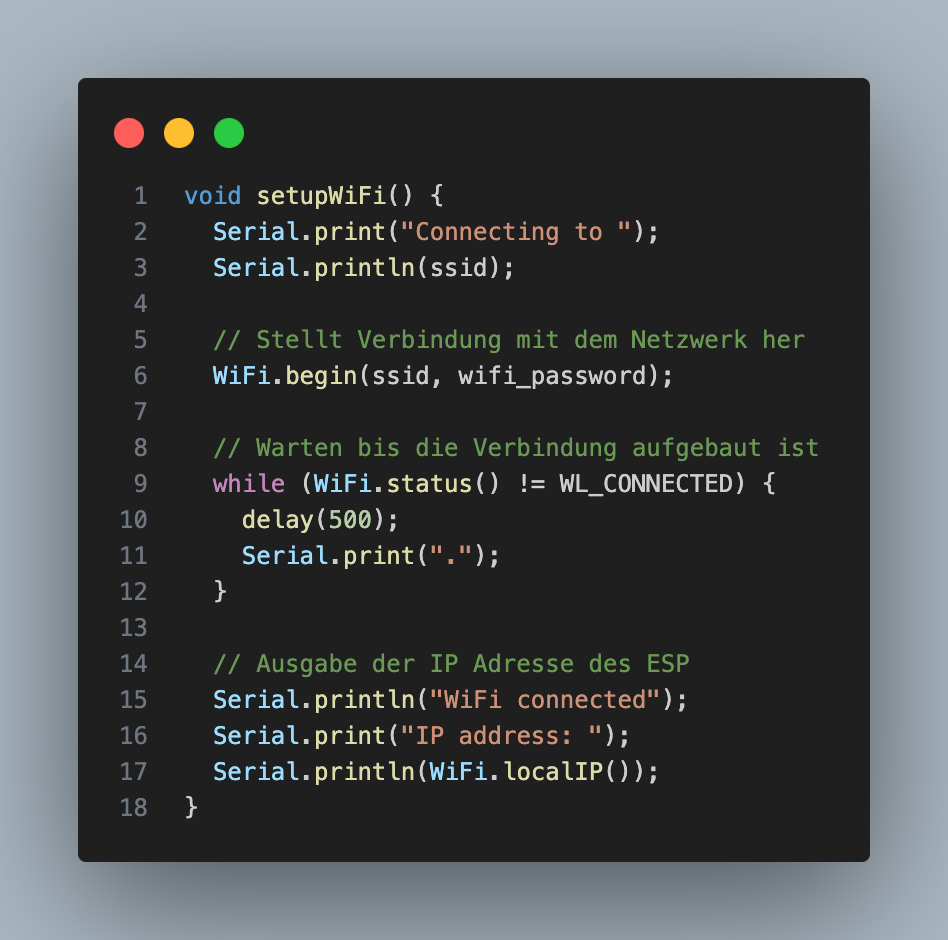 1 void setupWiFi() {
2   Serial.print("Connecting to ");
3   Serial.println(ssid);
4
5   // Stellt Verbindung mit dem Netzwerk her
6   WiFi.begin(ssid, wifi_password);
7
8   // Warten bis die Verbindung aufgebaut ist
9   while (WiFi.status() != WL_CONNECTED) {
10     delay(500);
11     Serial.print(".");
12   }
13
14   // Ausgabe der IP Adresse des ESP
15   Serial.println("WiFi connected");
16   Serial.print("IP address: ");
17   Serial.println(WiFi.localIP());
18 }